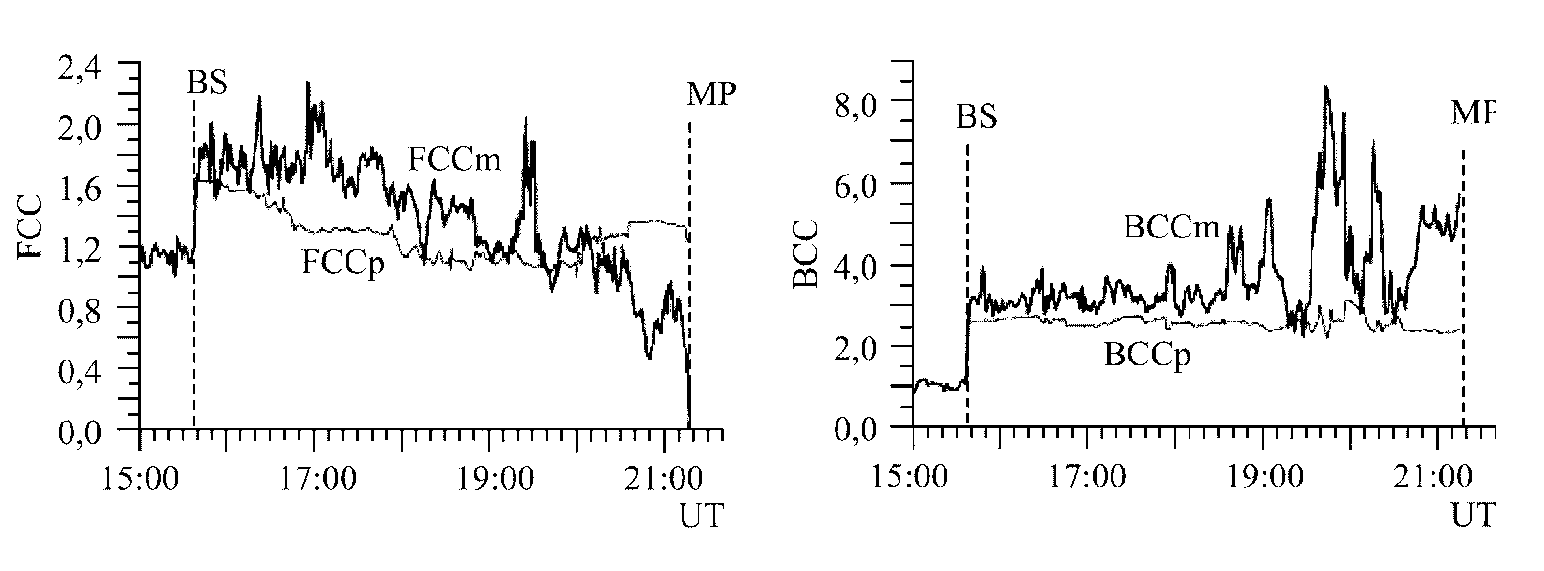 2,4
BS
MP
2,0
FCCm
1,6
FCC
1,2
FCCp
0,8
0,4
0,0
15:00 17:00 19:00 21:00
UT
8,0
BS
MF
6,0
BCCm
BCC
4,0
BCCp
2,0
0,0
15:00 17:00 19:00 21:00
UT